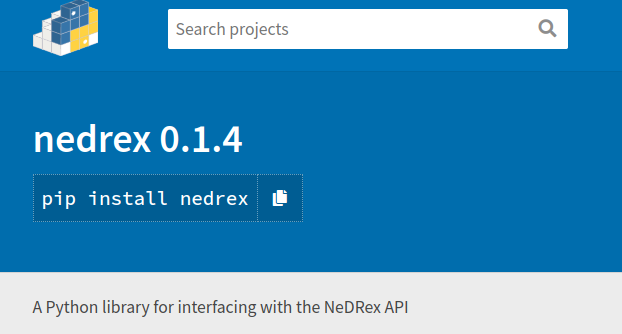 Search projects
nedrex 0.1.4
pip install nedrex
A Python library for interfacing with the NeDRex API